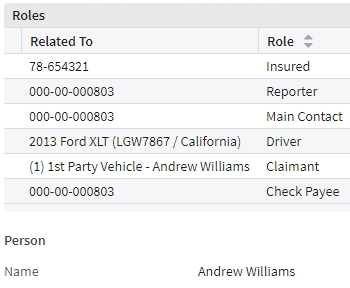 Roles
Related To Role
78-654321 Insured
000-00-000803 Reporter
000-00-000803 Main Contact
2013 Ford XLT (LGW7867 / California) Driver
(1) 1st Party Vehicle - Andrew Williams Claimant
000-00-000803 Check Payee
Person
Name Andrew Williams